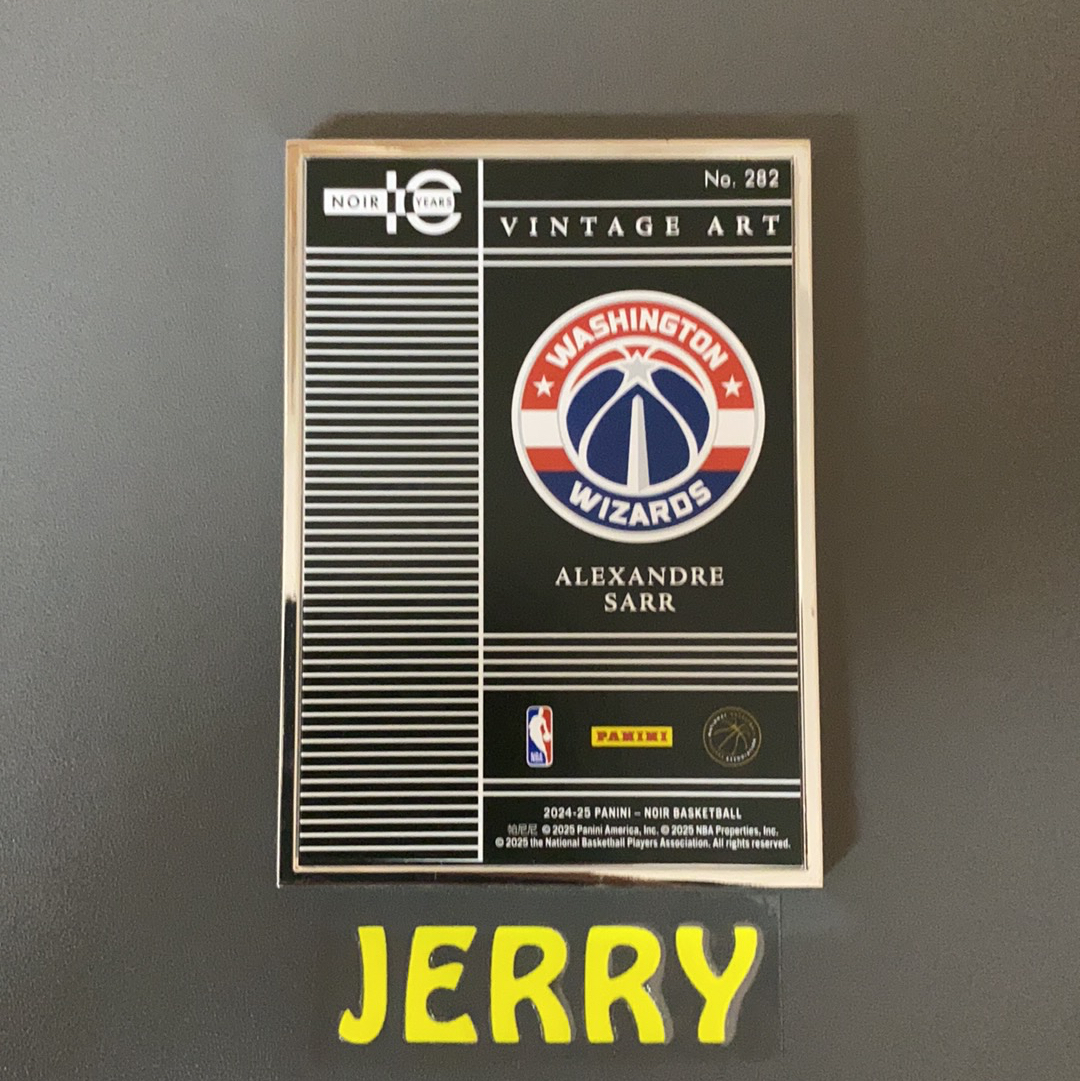 NOIR 10 YEARS
No. 282
VINTAGE ART
WASHINGTON
WIZARDS
ALEXANDRE
SARR
NBA
PANINI
2024-25 PANINI – NOIR BASKETBALL
帕尼尼 © 2025 Panini America, Inc. © 2025 NBA Properties, Inc.
© 2025 the National Basketball Players Association. All rights reserved.
JERRY